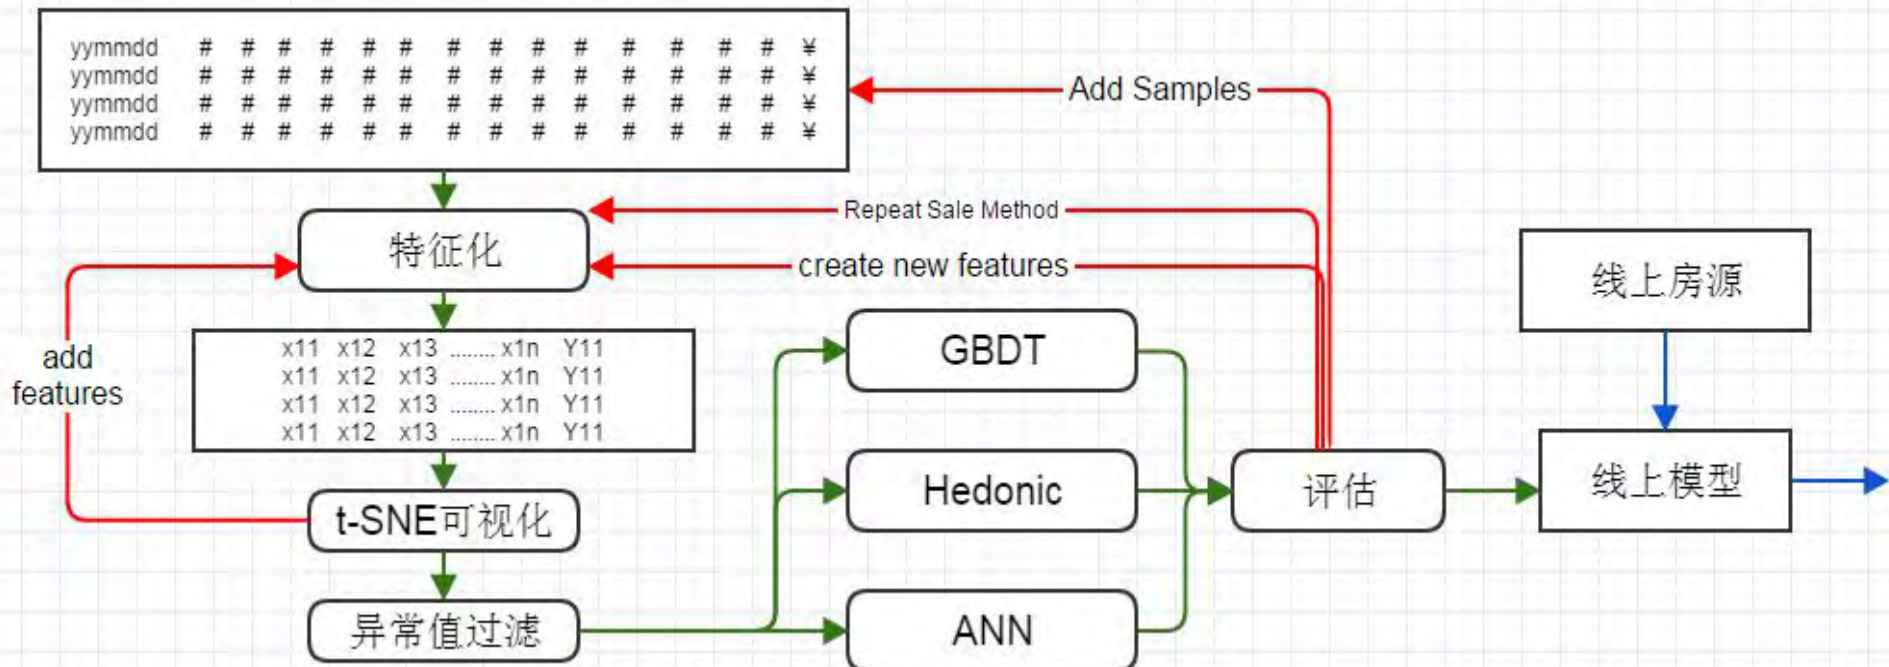 yymmdd # # # # # # # # # # # # # # ¥
yymmdd # # # # # # # # # # # # # # ¥
yymmdd # # # # # # # # # # # # # # ¥
yymmdd # # # # # # # # # # # # # # ¥
Add Samples
Repeat Sale Method
特征化
create new features
线上房源
add
features
x11 x12 x13 ........ x1n Y11
x11 x12 x13 ........ x1n Y11
x11 x12 x13 ........ x1n Y11
x11 x12 x13 ........ x1n Y11
GBDT
Hedonic
评估
线上模型
t-SNE可视化
异常值过滤
ANN